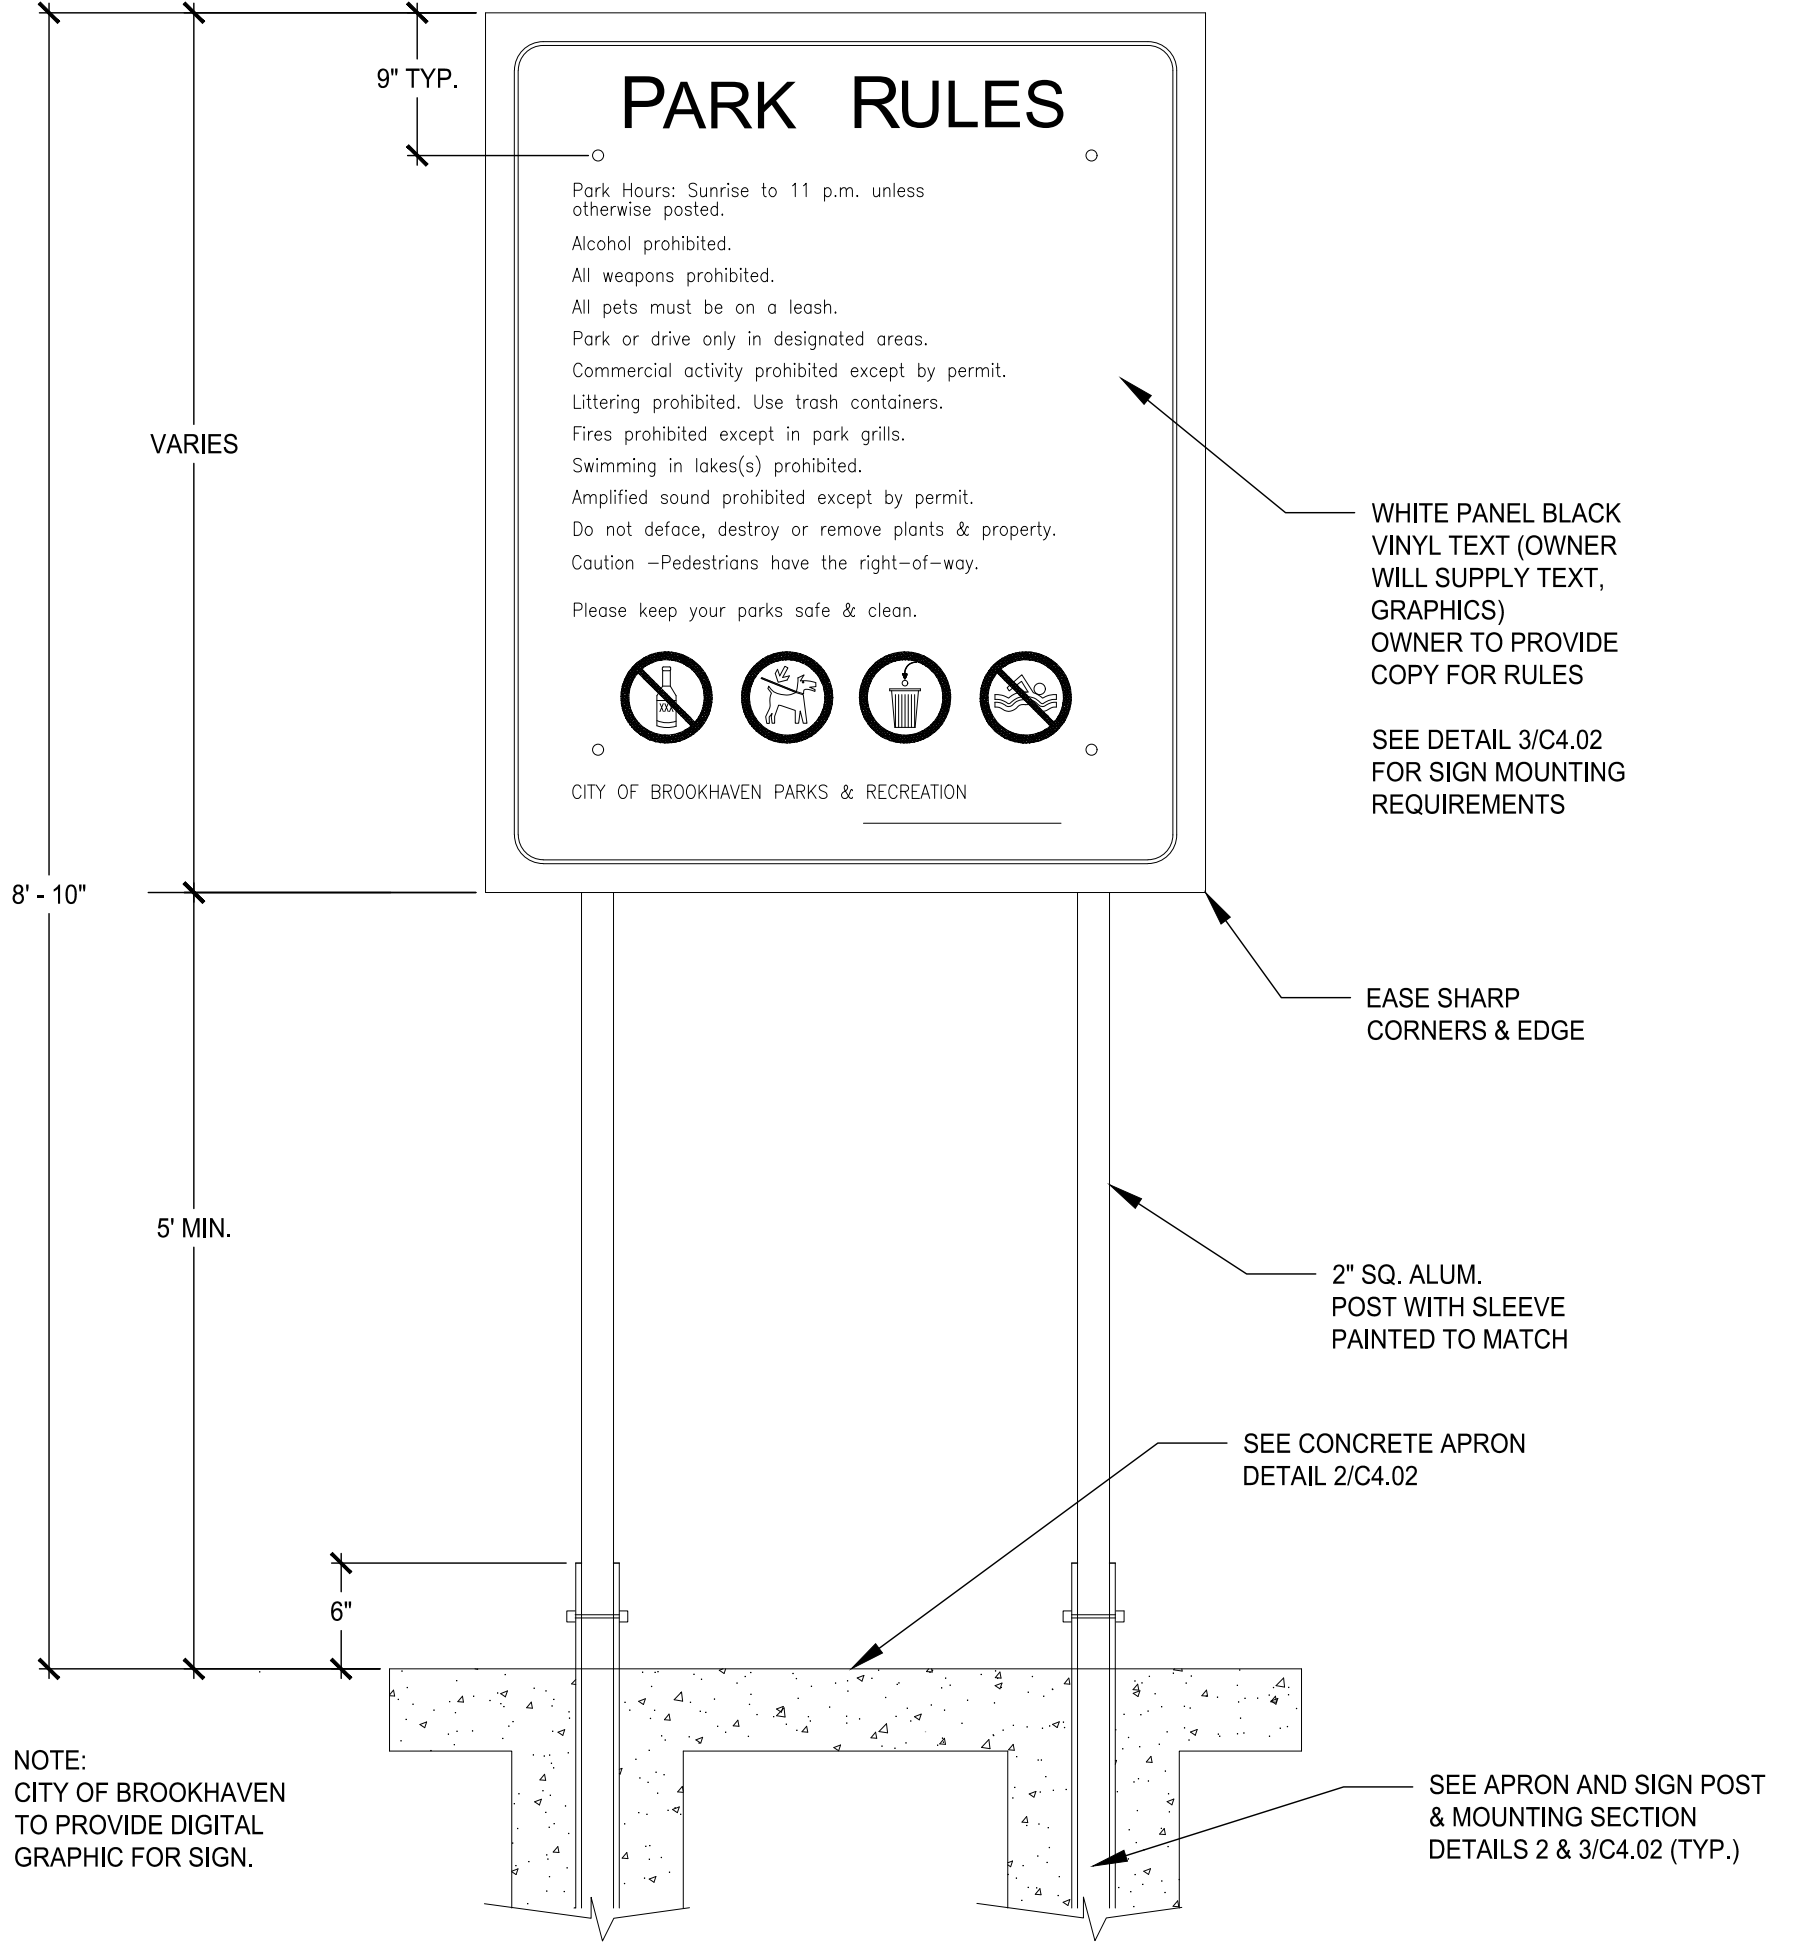 9" TYP.
PARK RULES
Park Hours: Sunrise to 11 p.m. unless
otherwise posted.
Alcohol prohibited.
All weapons prohibited.
All pets must be on a leash.
Park or drive only in designated areas.
Commercial activity prohibited except by permit.
Littering prohibited. Use trash containers.
Fires prohibited except in park grills.
Swimming in lakes(s) prohibited.
Amplified sound prohibited except by permit.
Do not deface, destroy or remove plants & property.
Caution –Pedestrians have the right–of–way.
Please keep your parks safe & clean.
XXX
CITY OF BROOKHAVEN PARKS & RECREATION
VARIES
8' - 10"
5' MIN.
6"
WHITE PANEL BLACK
VINYL TEXT (OWNER
WILL SUPPLY TEXT,
GRAPHICS)
OWNER TO PROVIDE
COPY FOR RULES
SEE DETAIL 3/C4.02
FOR SIGN MOUNTING
REQUIREMENTS
EASE SHARP
CORNERS & EDGE
2" SQ. ALUM.
POST WITH SLEEVE
PAINTED TO MATCH
SEE CONCRETE APRON
DETAIL 2/C4.02
NOTE:
CITY OF BROOKHAVEN
TO PROVIDE DIGITAL
GRAPHIC FOR SIGN.
SEE APRON AND SIGN POST
& MOUNTING SECTION
DETAILS 2 & 3/C4.02 (TYP.)